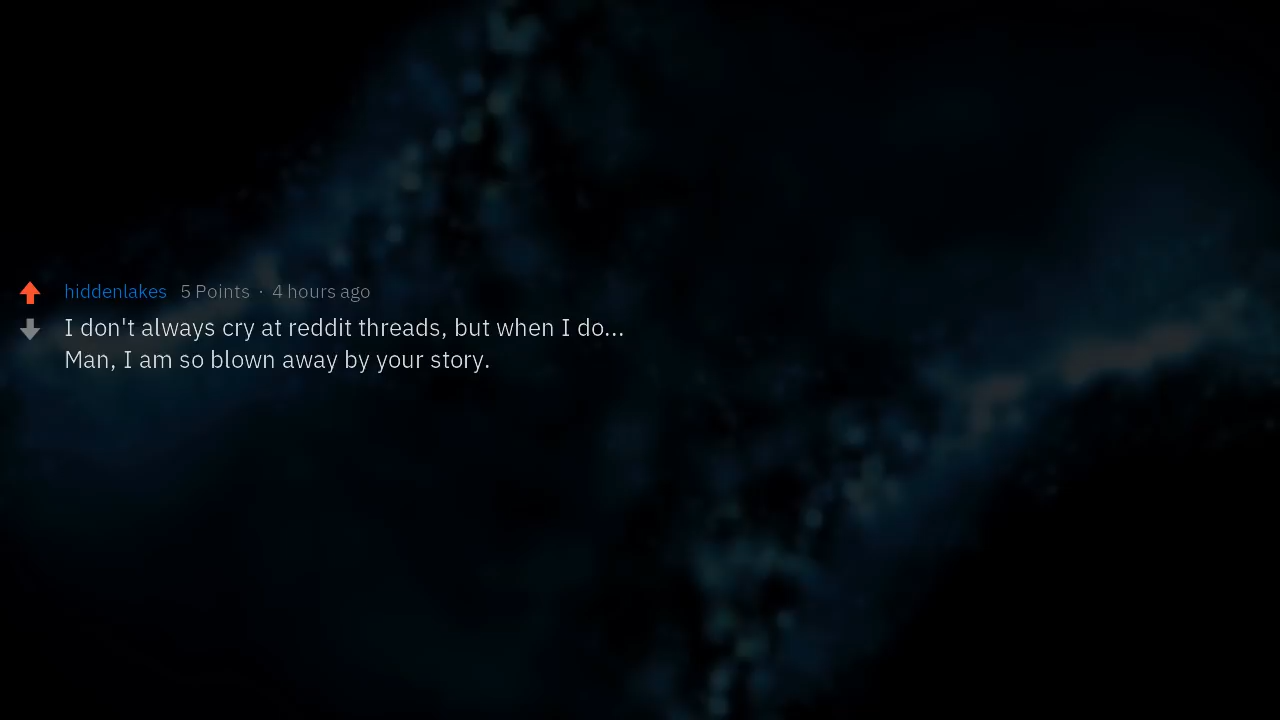 hiddenlakes 5 Points · 4 hours ago
I don't always cry at reddit threads, but when I do...
Man, I am so blown away by your story.